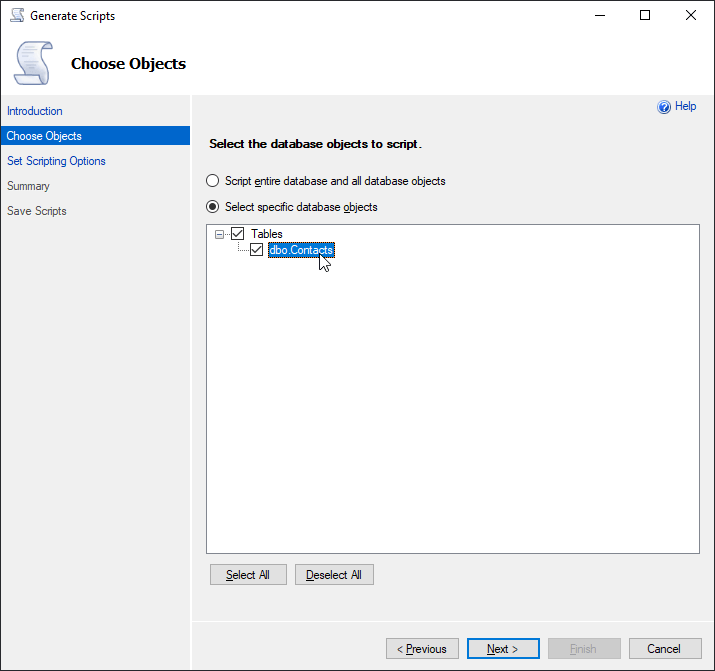 Generate Scripts
Choose Objects
Help
Introduction
Choose Objects
Set Scripting Options
Summary
Save Scripts
Select the database objects to script.
Script entire database and all database objects
Select specific database objects
Tables
dbo.Contacts
Select All
Deselect All
< Previous
Next >
Finish
Cancel